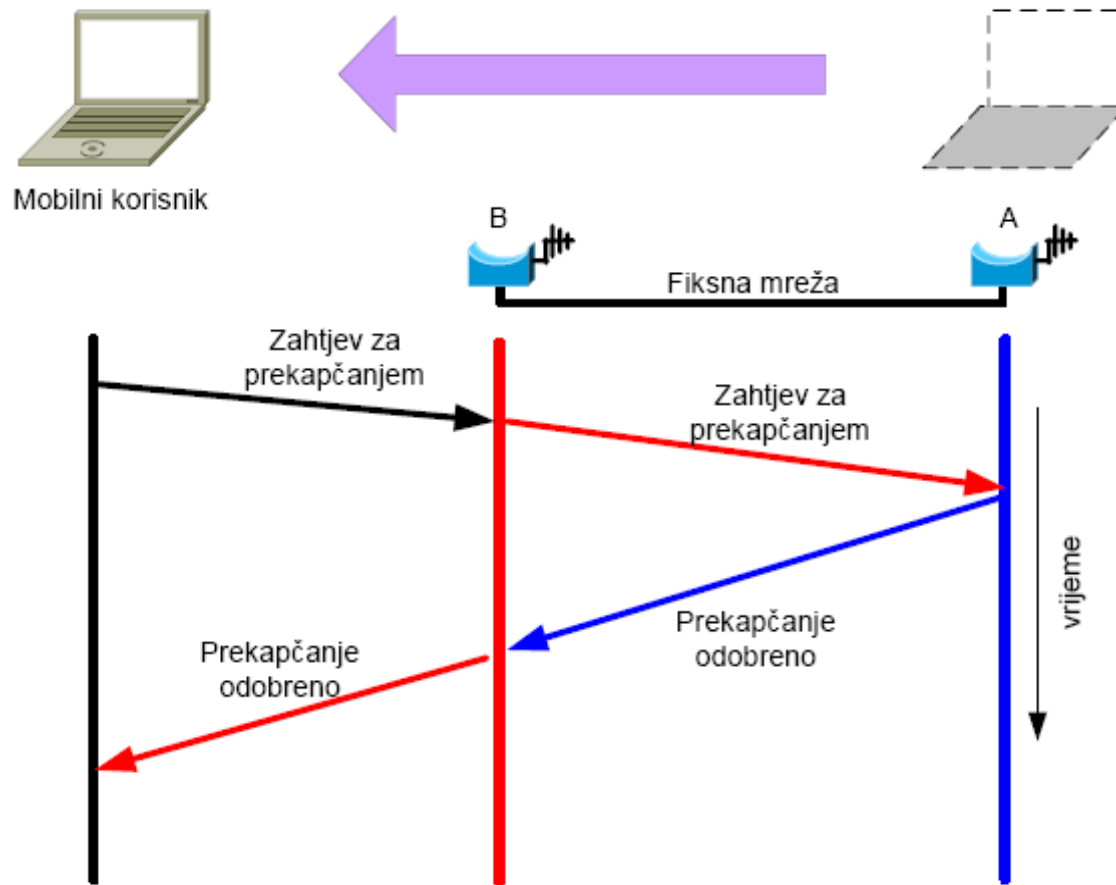 Mobilni korisnik
B
A
Fiksna mreža
Zahtjev za
prekapčanjem
Zahtjev za
prekapčanjem
vrijeme
Prekapčanje
odobreno
Prekapčanje
odobreno